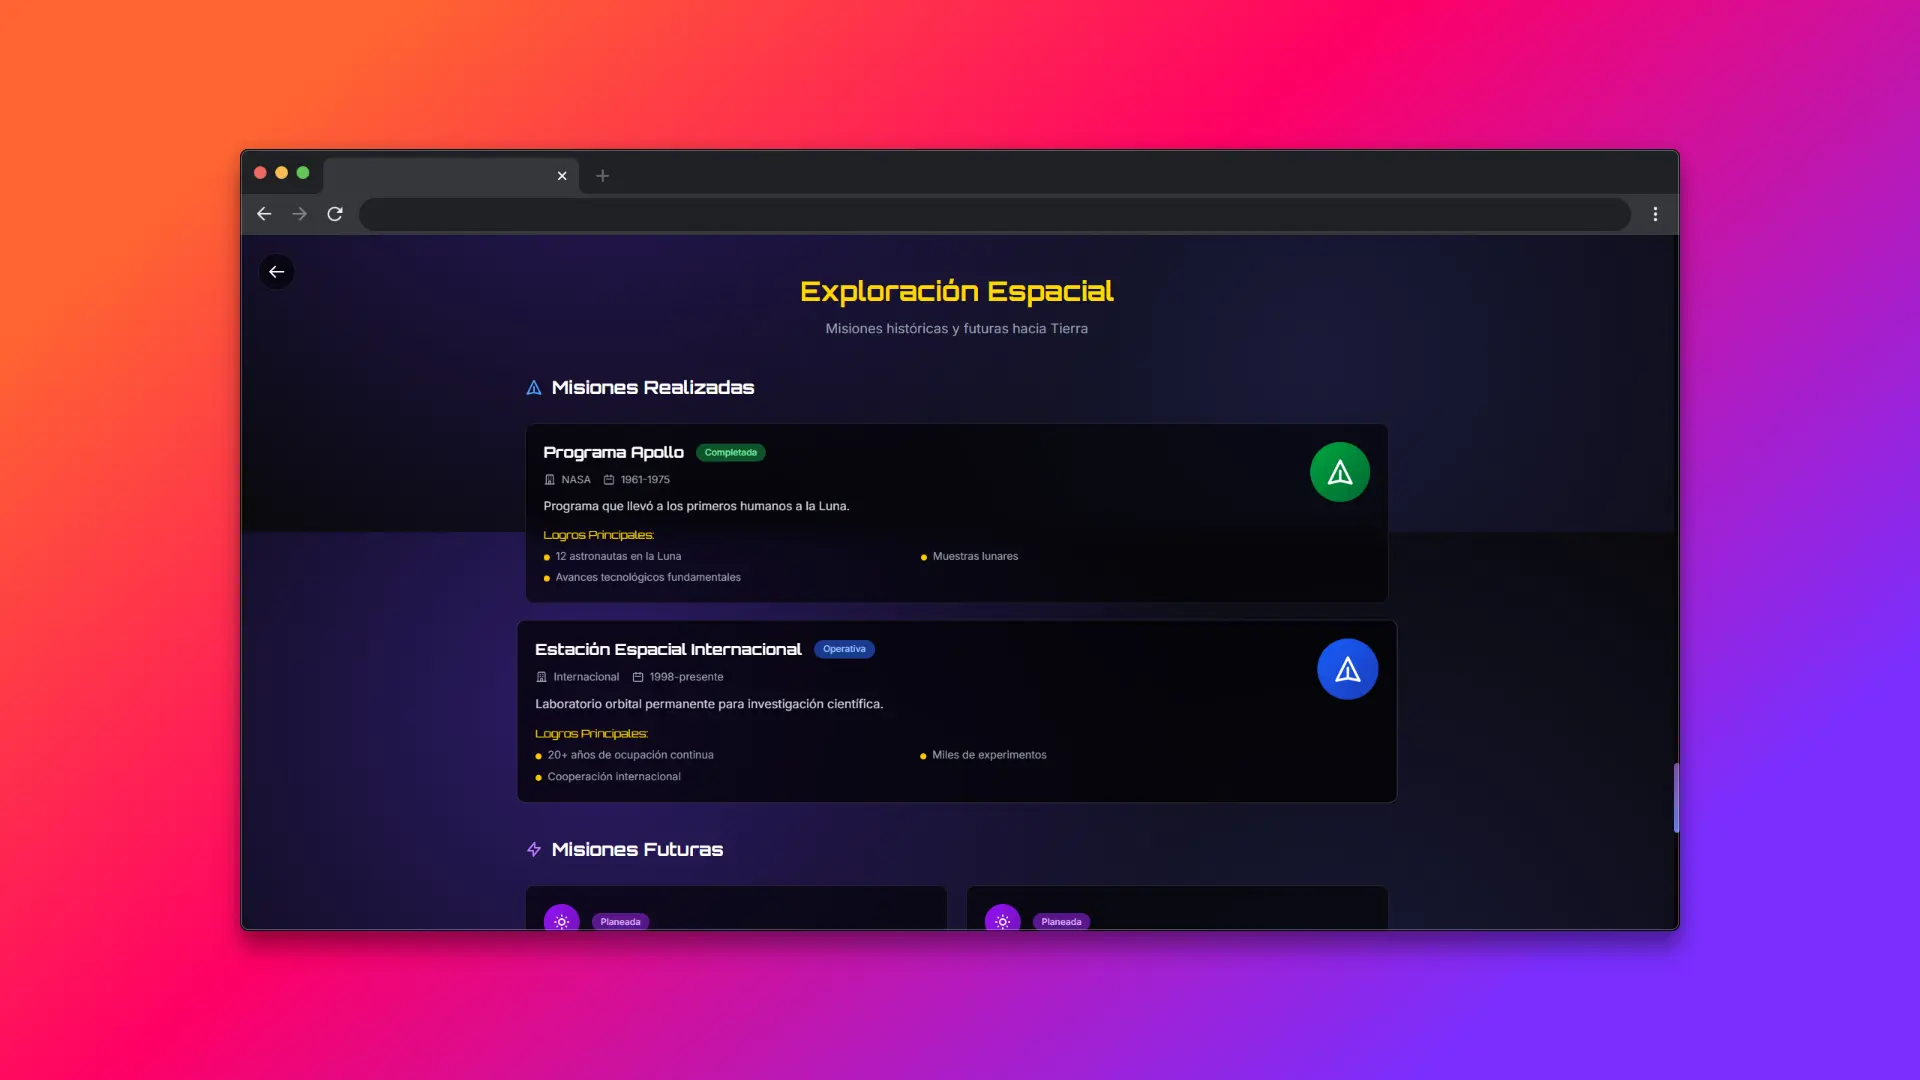 Exploración Espacial
Misiones históricas y futuras hacia Tierra
Misiones Realizadas
Programa Apollo Completada
NASA 1961-1975
Programa que llevó a los primeros humanos a la Luna.
Logros Principales:
12 astronautas en la Luna Muestras lunares
Avances tecnológicos fundamentales
Estación Espacial Internacional Operativa
Internacional 1998-presente
Laboratorio orbital permanente para investigación científica.
Logros Principales:
20+ años de ocupación continua Miles de experimentos
Cooperación internacional
Misiones Futuras
Planeada Planeada